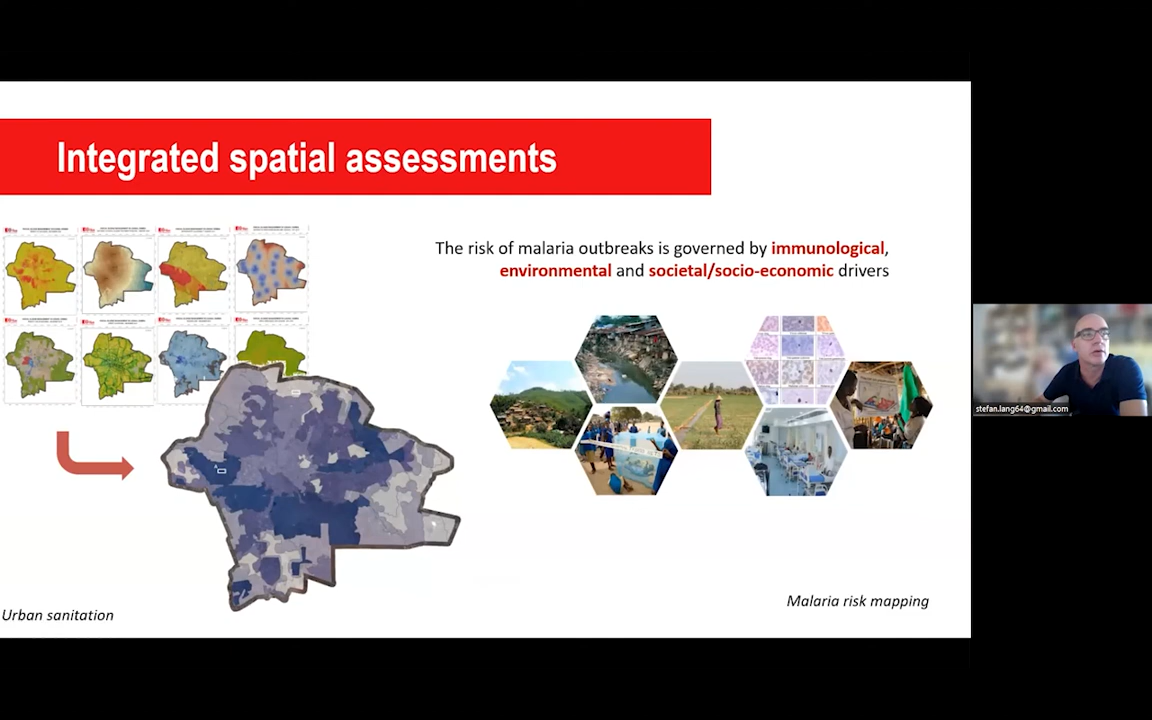 Integrated spatial assessments
The risk of malaria outbreaks is governed by immunological,
environmental and societal/socio-economic drivers
stefan.lang64@gmail.com
Malaria risk mapping
Urban sanitation